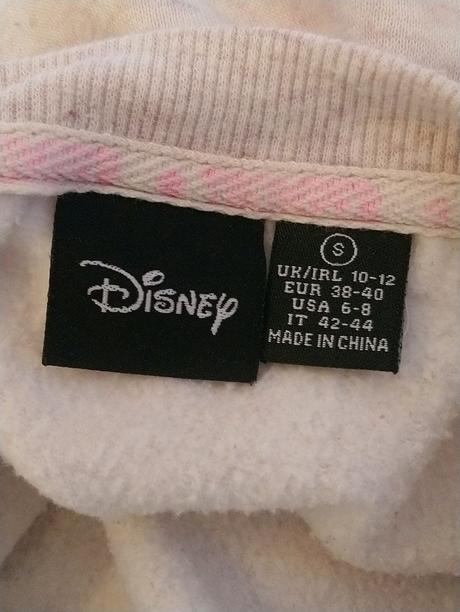 Disney
S
UK/IRL 10-12
EUR 38-40
USA 6-8
IT 42-44
MADE IN CHINA